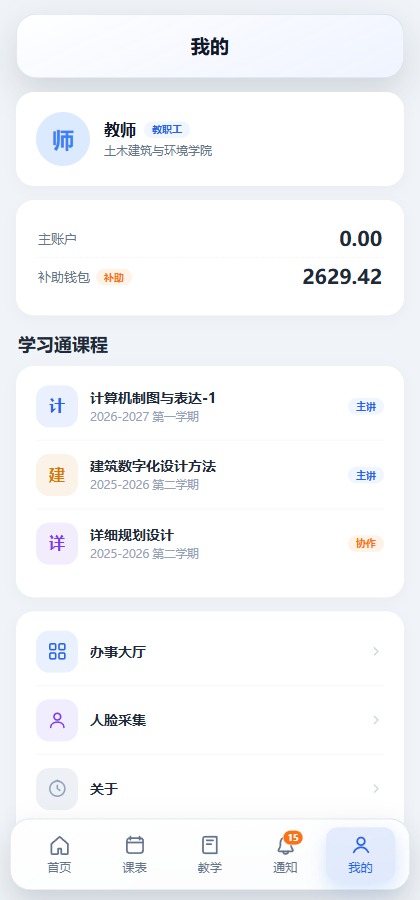 我的
师
教师 教职工
土木建筑与环境学院
主账户 0.00
补助钱包 补助 2629.42
学习通课程
计 计算机制图与表达-1 主讲
2026-2027 第一学期
建 建筑数字化设计方法 主讲
2025-2026 第二学期
详 详细规划设计 协作
2025-2026 第二学期
办事大厅
人脸采集
关于
15
首页 课表 教学 通知 我的